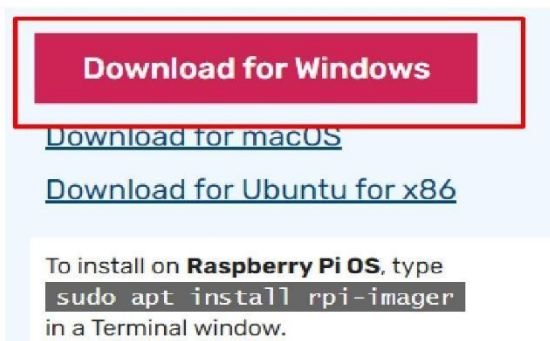 Download for Windows
Download for macOS
Download for Ubuntu for x86
To install on Raspberry Pi OS, type
sudo apt install rpi-imager
in a Terminal window.